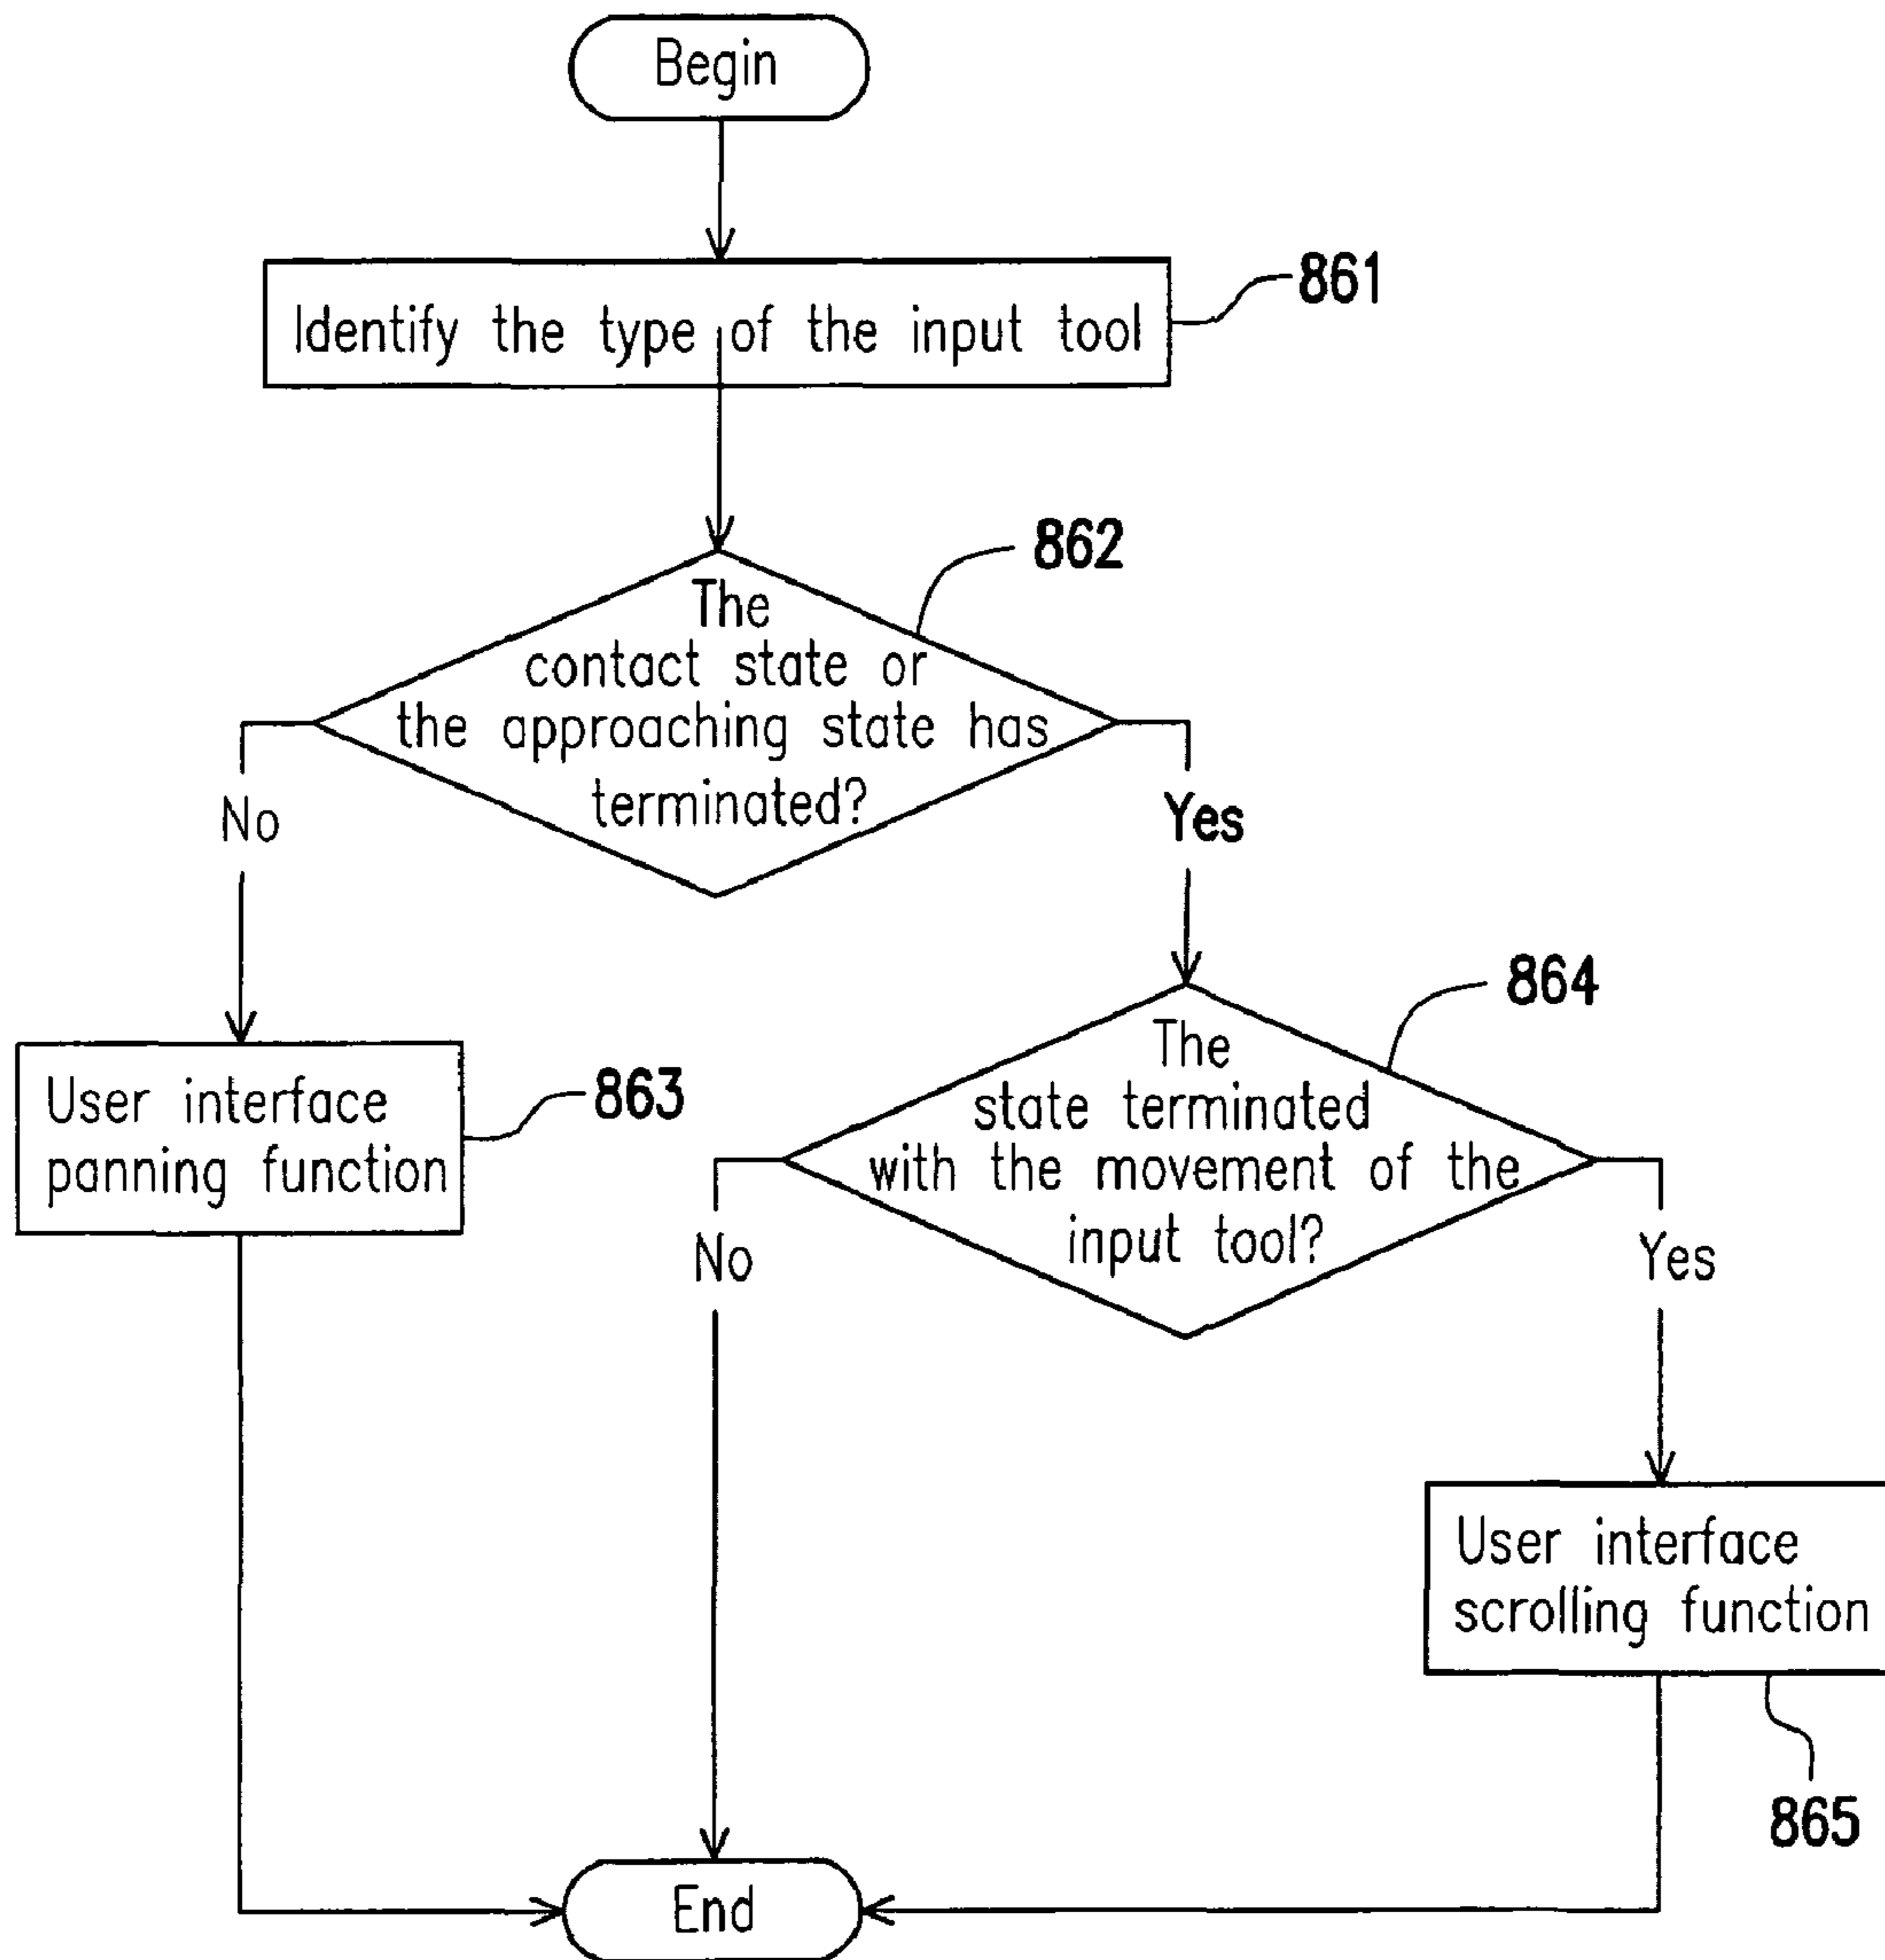 Begin
Identify the type of the input tool
861
862
The
contact state or
the approaching state has
terminated?
No
Yes
864
The
state terminated
with the movement of the
input tool?
User interface
panning function
863
No
Yes
User interface
scrolling function
865
End